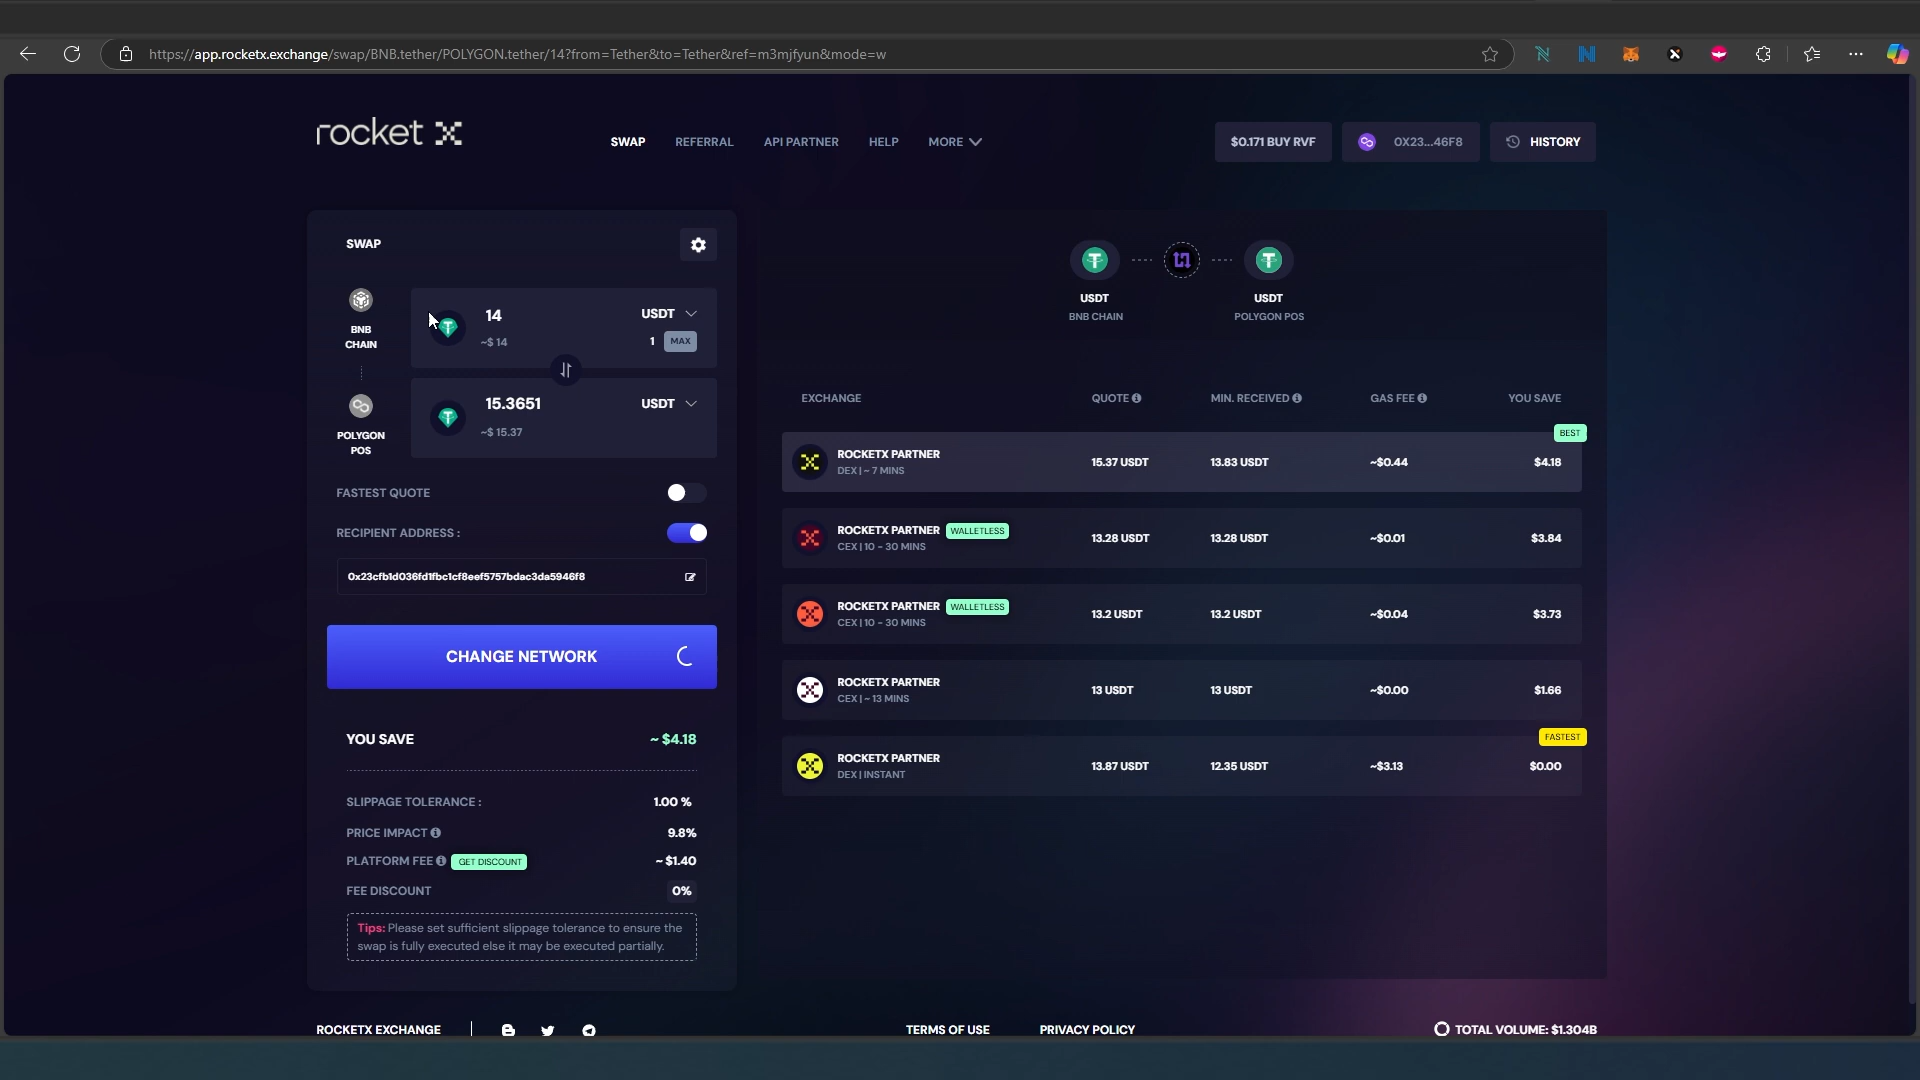 https://app.rocketx.exchange/swap/BNB.tether/POLYGON.tether/14?from=Tether&to=Tether&ref=m3mjfyun&mode=w
rocket X
SWAP REFERRAL API PARTNER HELP MORE
$0.171 BUY RVF 0X23...46F8 HISTORY
SWAP
BNB CHAIN
14 USDT
~$ 14 1 MAX
POLYGON POS
15.3651 USDT
~$ 15.37
FASTEST QUOTE
RECIPIENT ADDRESS :
0x23cfb1d036fd1fbc1cf8eef5757bdac3da5946f8
CHANGE NETWORK
YOU SAVE ~ $4.18
SLIPPAGE TOLERANCE : 1.00 %
PRICE IMPACT 9.8%
PLATFORM FEE GET DISCOUNT ~ $1.40
FEE DISCOUNT 0%
Tips: Please set sufficient slippage tolerance to ensure the
swap is fully executed else it may be executed partially.
USDT USDT
BNB CHAIN POLYGON POS
EXCHANGE QUOTE MIN. RECEIVED GAS FEE YOU SAVE
BEST
ROCKETX PARTNER 15.37 USDT 13.83 USDT ~$0.44 $4.18
DEX | ~ 7 MINS
ROCKETX PARTNER WALLETLESS 13.28 USDT 13.28 USDT ~$0.01 $3.84
CEX | 10 - 30 MINS
ROCKETX PARTNER WALLETLESS 13.2 USDT 13.2 USDT ~$0.04 $3.73
CEX | 10 - 30 MINS
ROCKETX PARTNER 13 USDT 13 USDT ~$0.00 $1.66
CEX | ~ 13 MINS
FASTEST
ROCKETX PARTNER 13.87 USDT 12.35 USDT ~$3.13 $0.00
DEX | INSTANT
ROCKETX EXCHANGE TERMS OF USE PRIVACY POLICY TOTAL VOLUME: $1.304B